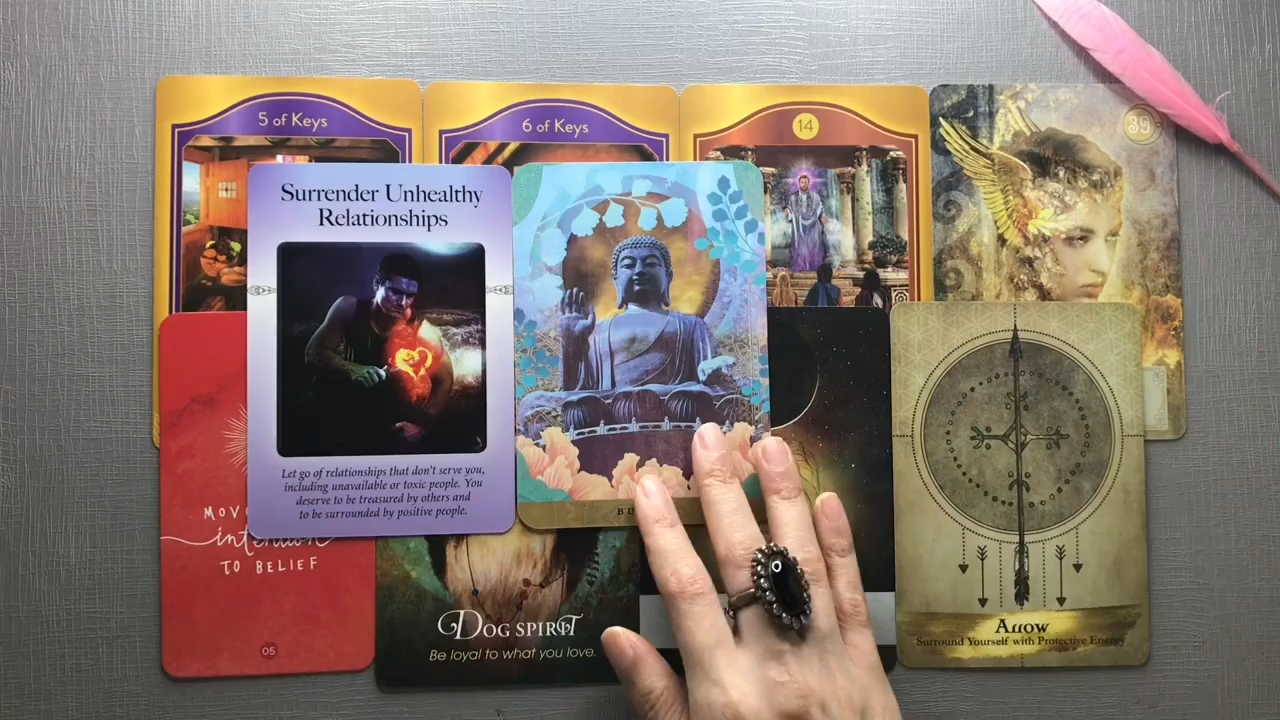 5 of Keys
6 of Keys
14
39
Surrender Unhealthy
Relationships
Let go of relationships that don't serve you,
including unavailable or toxic people. You
deserve to be treasured by others and
to be surrounded by positive people.
TO BELIEF
05
DOG SPIRIT
Be loyal to what you love.
Arrow
Surround Yourself with Protective Energy